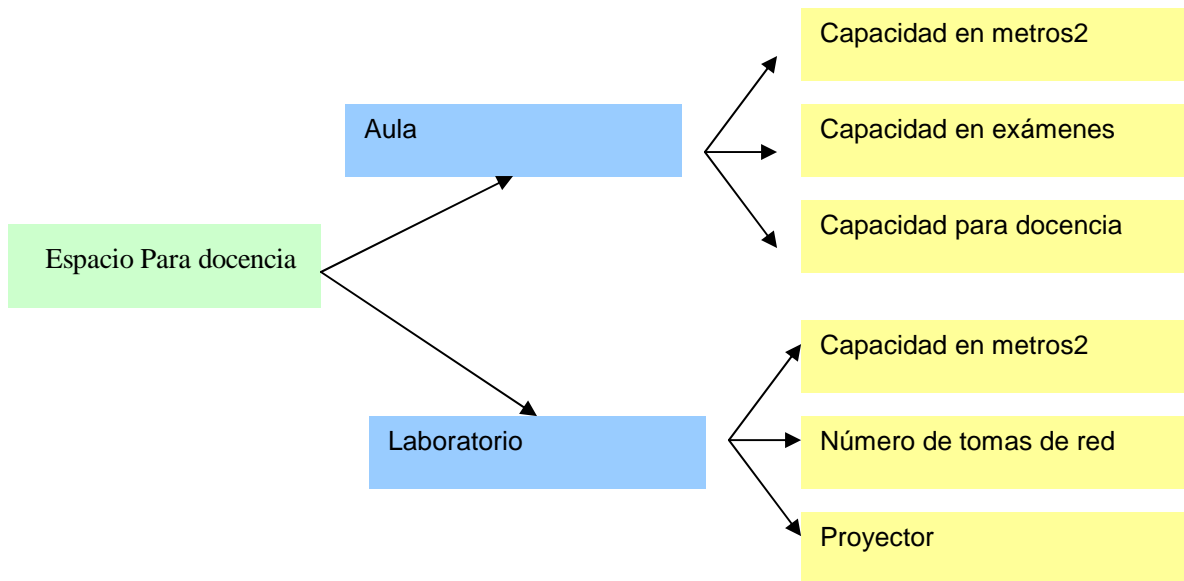 Espacio Para docencia
Aula
Capacidad en metros2
Capacidad en exámenes
Capacidad para docencia
Laboratorio
Capacidad en metros2
Número de tomas de red
Proyector